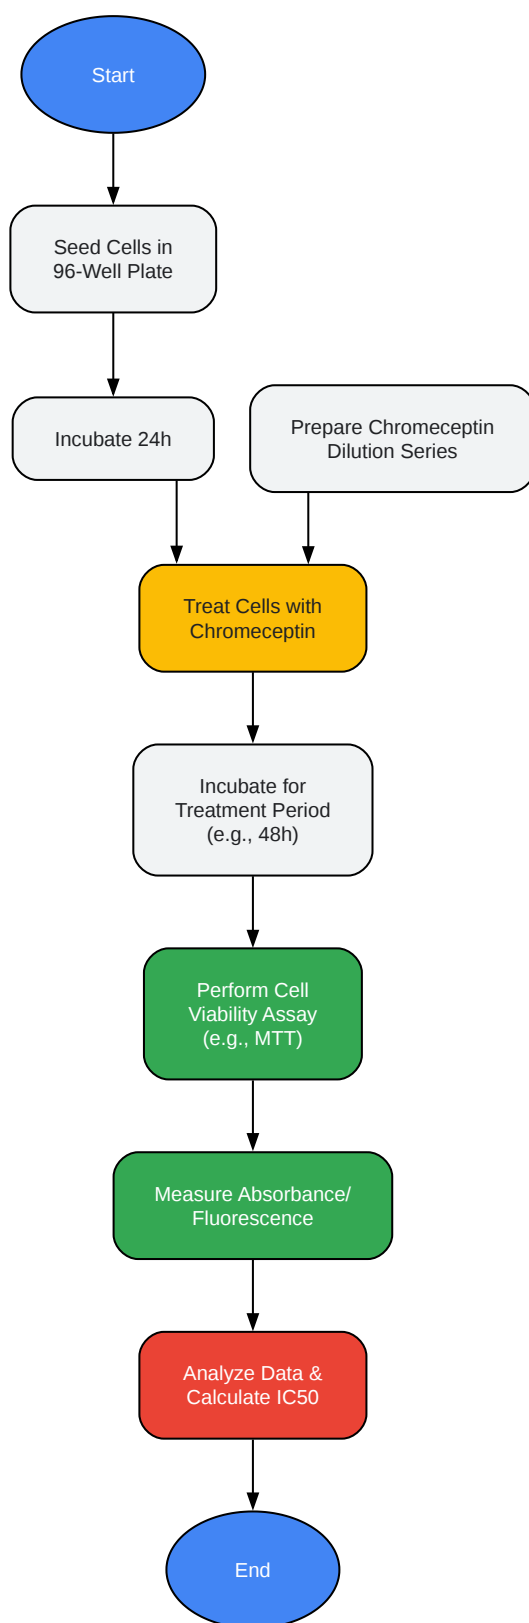 Start
Seed Cells in
96-Well Plate
Incubate 24h
Prepare Chromeceptin
Dilution Series
Treat Cells with
Chromeceptin
Incubate for
Treatment Period
(e.g., 48h)
Perform Cell
Viability Assay
(e.g., MTT)
Measure Absorbance/
Fluorescence
Analyze Data &
Calculate IC50
End